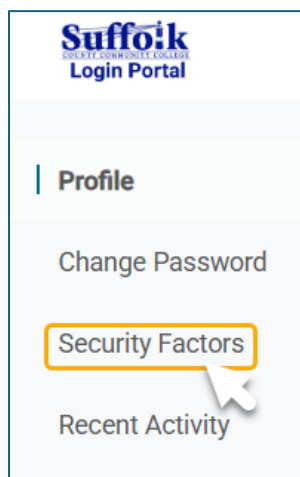 Suffolk
COUNTY COMMUNITY COLLEGE
Login Portal
Profile
Change Password
Security Factors
Recent Activity